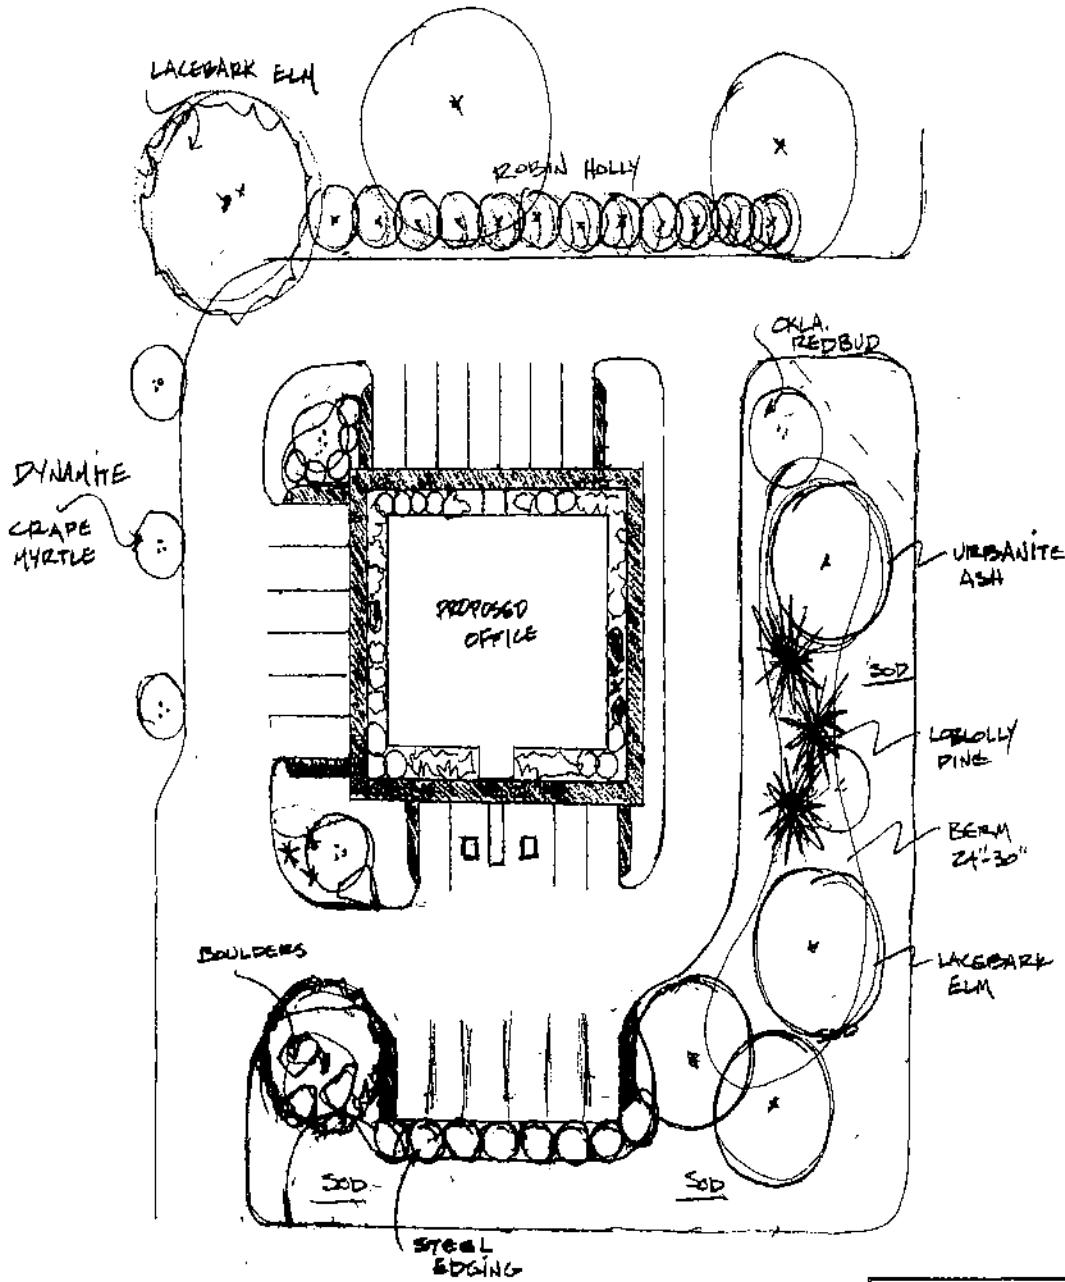 LACEBARK ELM
ROBIN HOLLY
OKLA.
REDBUD
DYNAMITE
CRAPE
MYRTLE
URBANITE
ASH
PROPOSED
OFFICE
SOD
LOBLOLLY
PINE
BERM
24"-30"
BOULDERS
LACEBARK
ELM
SOD
SOD
STEEL
EDGING